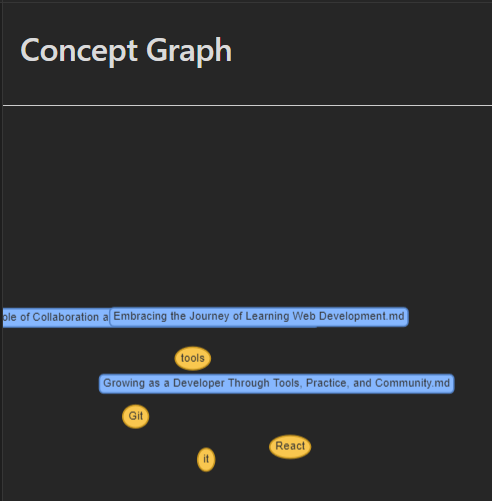 Concept Graph
ole of Collaboration a
Embracing the Journey of Learning Web Development.md
tools
Growing as a Developer Through Tools, Practice, and Community.md
Git
React
it